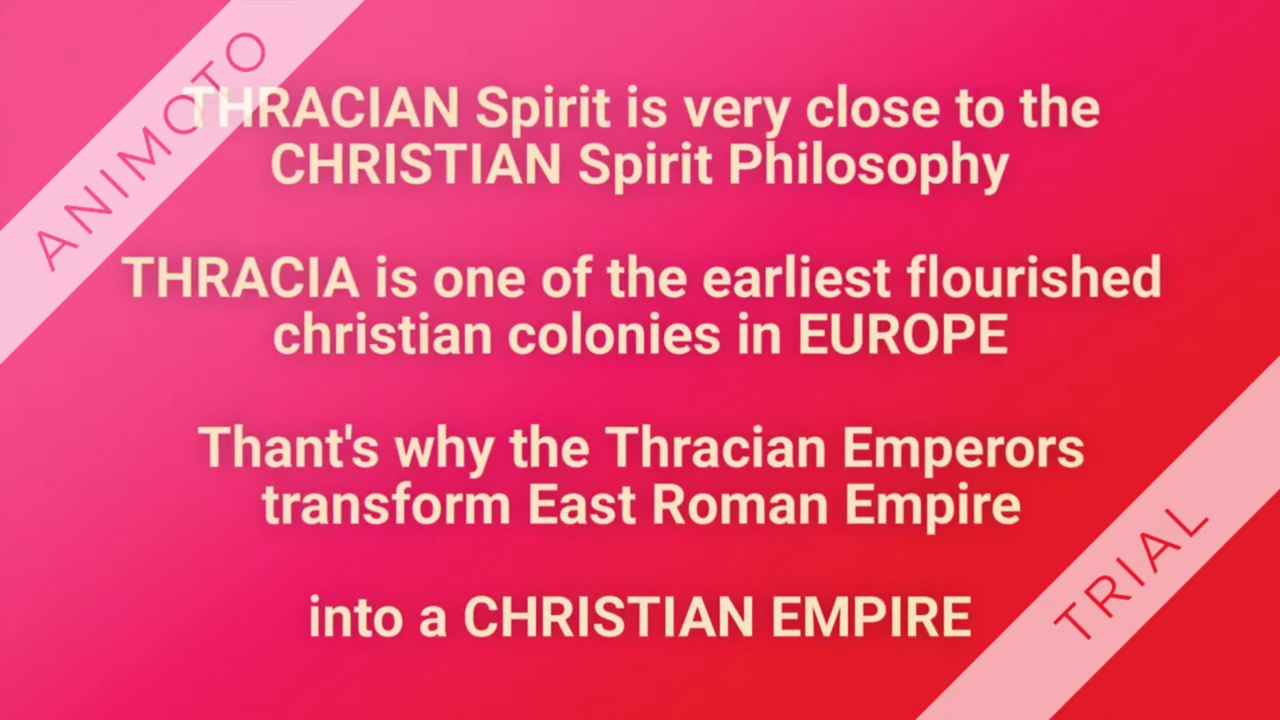 ANIMOTO
THRACIAN Spirit is very close to the
CHRISTIAN Spirit Philosophy
THRACIA is one of the earliest flourished
christian colonies in EUROPE
Thant's why the Thracian Emperors
transform East Roman Empire
into a CHRISTIAN EMPIRE
TRIAL